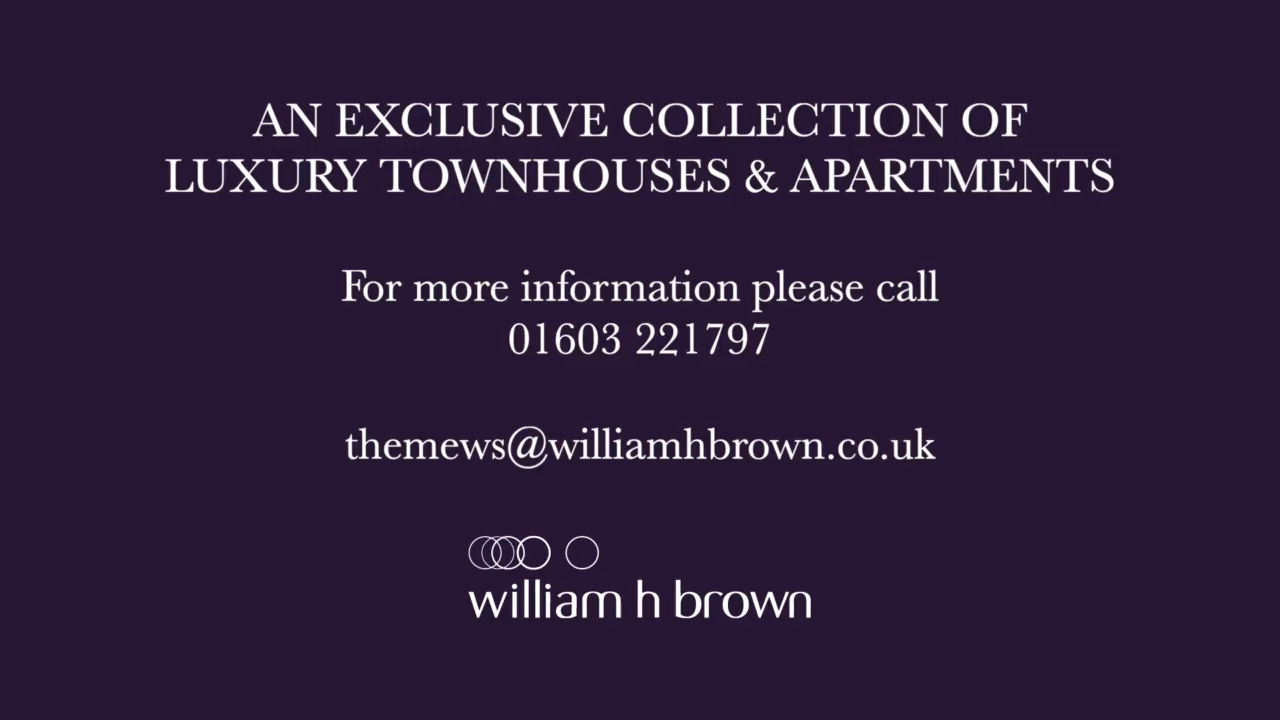 AN EXCLUSIVE COLLECTION OF
LUXURY TOWNHOUSES & APARTMENTS
For more information please call
01603 221797
themews@williamhbrown.co.uk
william h brown